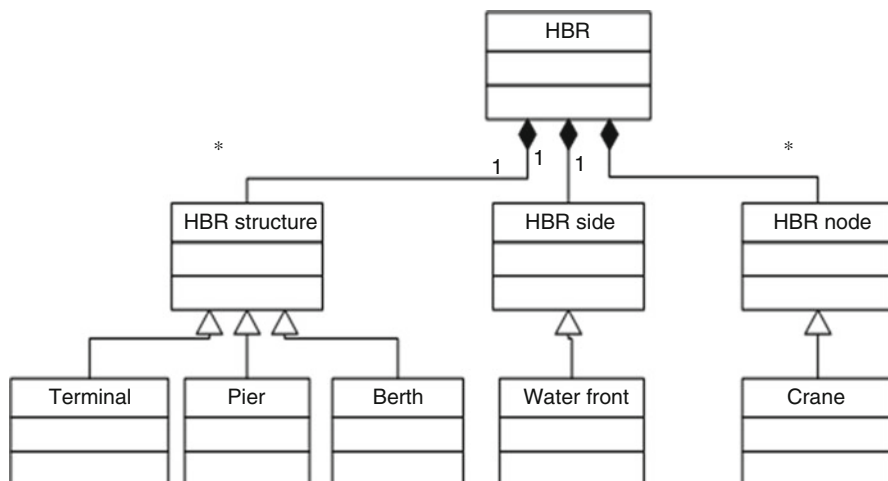 HBR
*
1
1
1
*
HBR structure
HBR side
HBR node
Terminal
Pier
Berth
Water front
Crane